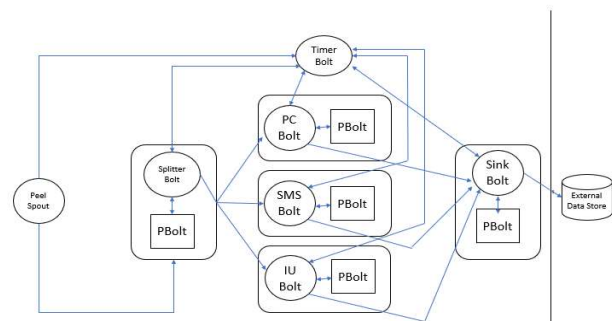 Timer
Bolt
PC
Bolt
PBolt
Splitter
Bolt
PBolt
Peel
Spout
SMS
Bolt
PBolt
Sink
Bolt
PBolt
External
Data Store
IU
Bolt
PBolt